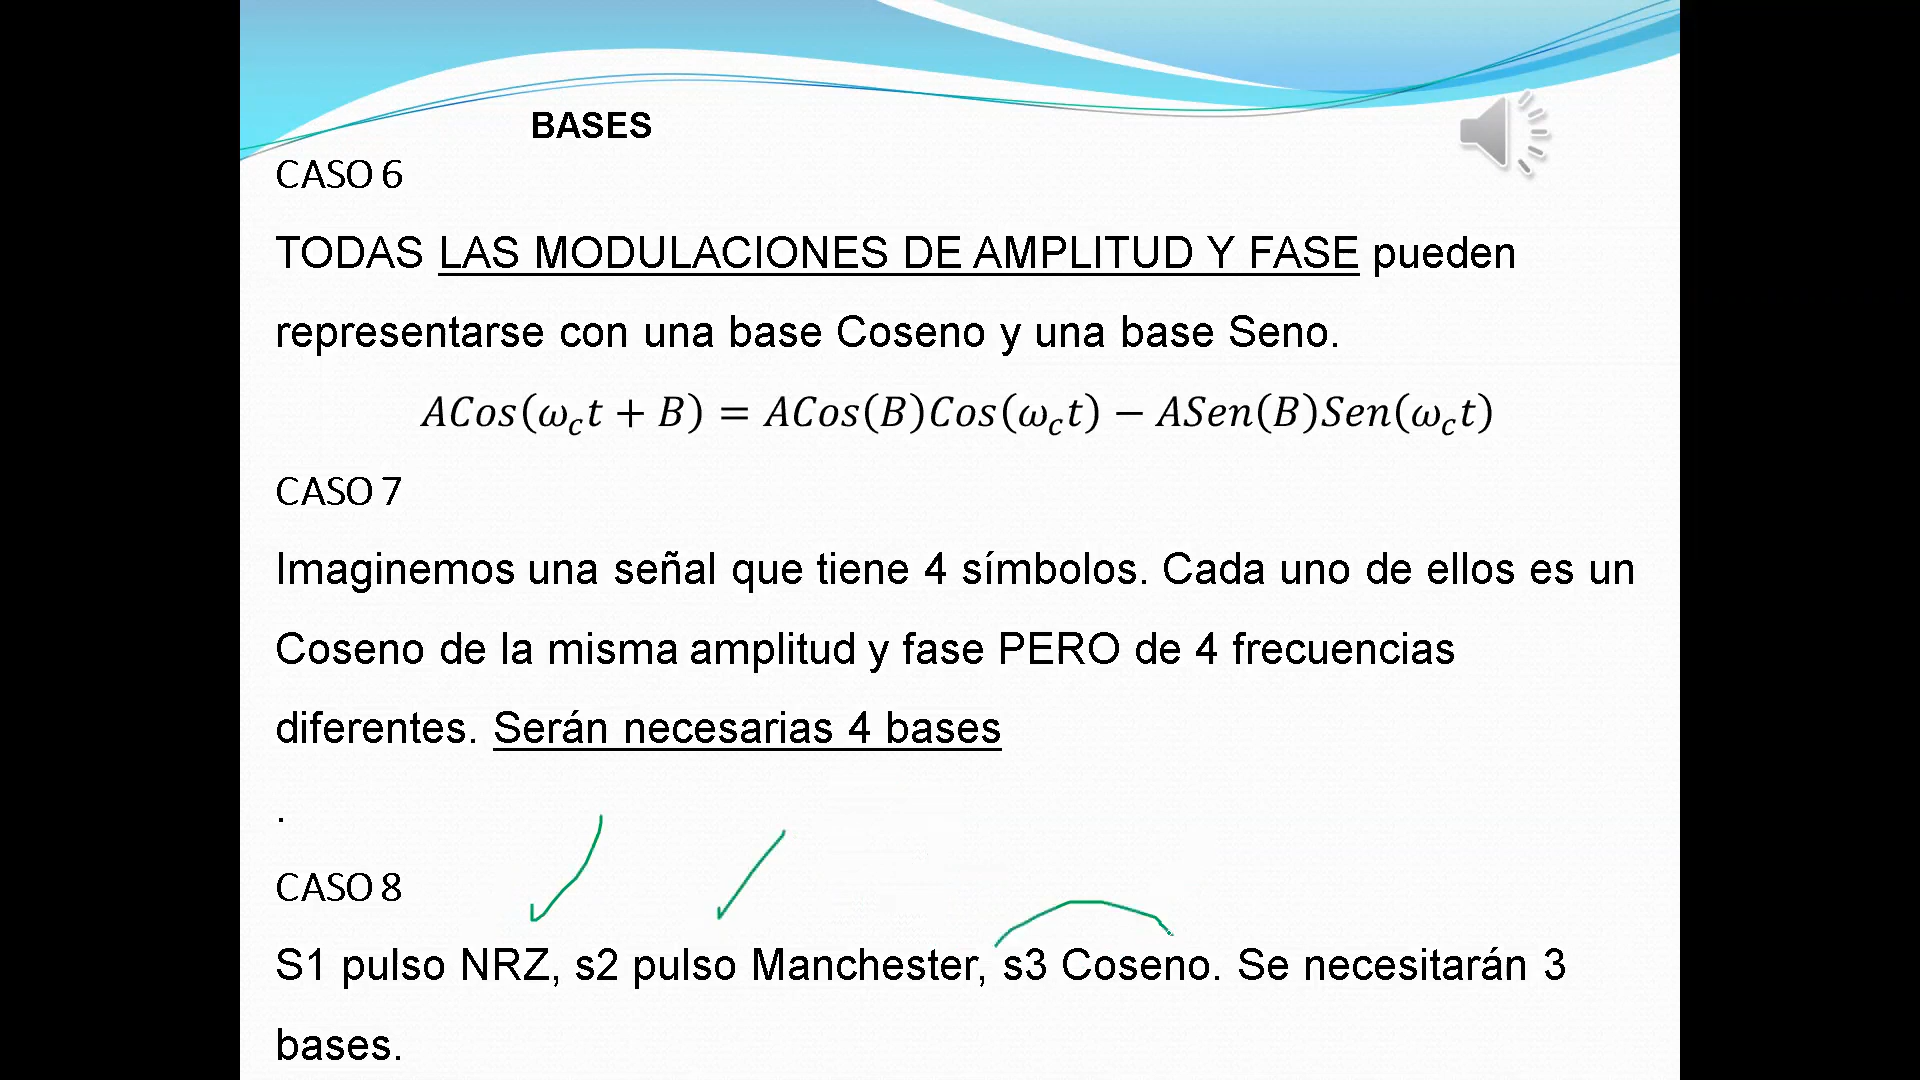 BASES
CASO 6
TODAS LAS MODULACIONES DE AMPLITUD Y FASE pueden
representarse con una base Coseno y una base Seno.
ACos(ω_c t + B) = ACos(B)Cos(ω_c t) − ASen(B)Sen(ω_c t)
CASO 7
Imaginemos una señal que tiene 4 símbolos. Cada uno de ellos es un
Coseno de la misma amplitud y fase PERO de 4 frecuencias
diferentes. Serán necesarias 4 bases
.
CASO 8
S1 pulso NRZ, s2 pulso Manchester, s3 Coseno. Se necesitarán 3
bases.